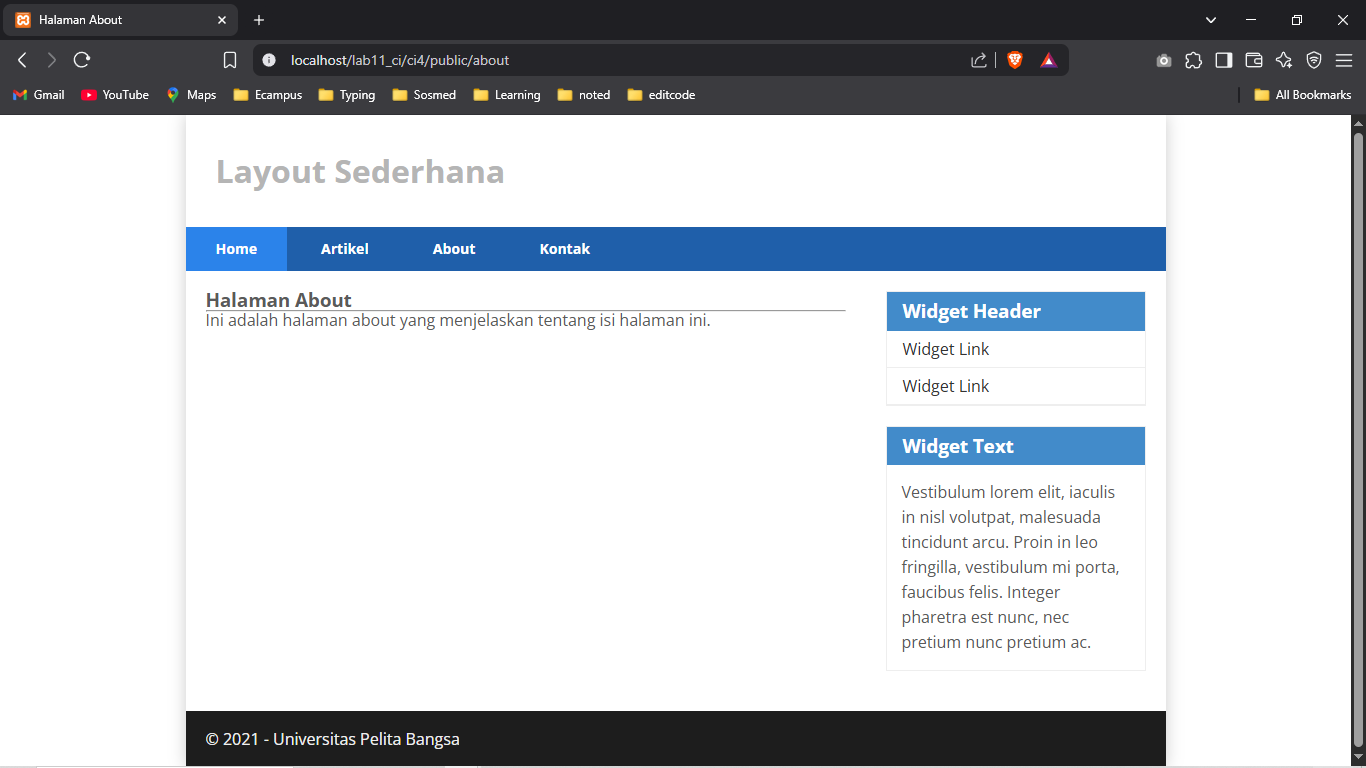 Halaman About
localhost/lab11_ci/ci4/public/about
Gmail YouTube Maps Ecampus Typing Sosmed Learning noted editcode All Bookmarks
Layout Sederhana
Home Artikel About Kontak
Halaman About
Ini adalah halaman about yang menjelaskan tentang isi halaman ini.
Widget Header
Widget Link
Widget Link
Widget Text
Vestibulum lorem elit, iaculis
in nisl volutpat, malesuada
tincidunt arcu. Proin in leo
fringilla, vestibulum mi porta,
faucibus felis. Integer
pharetra est nunc, nec
pretium nunc pretium ac.
© 2021 - Universitas Pelita Bangsa